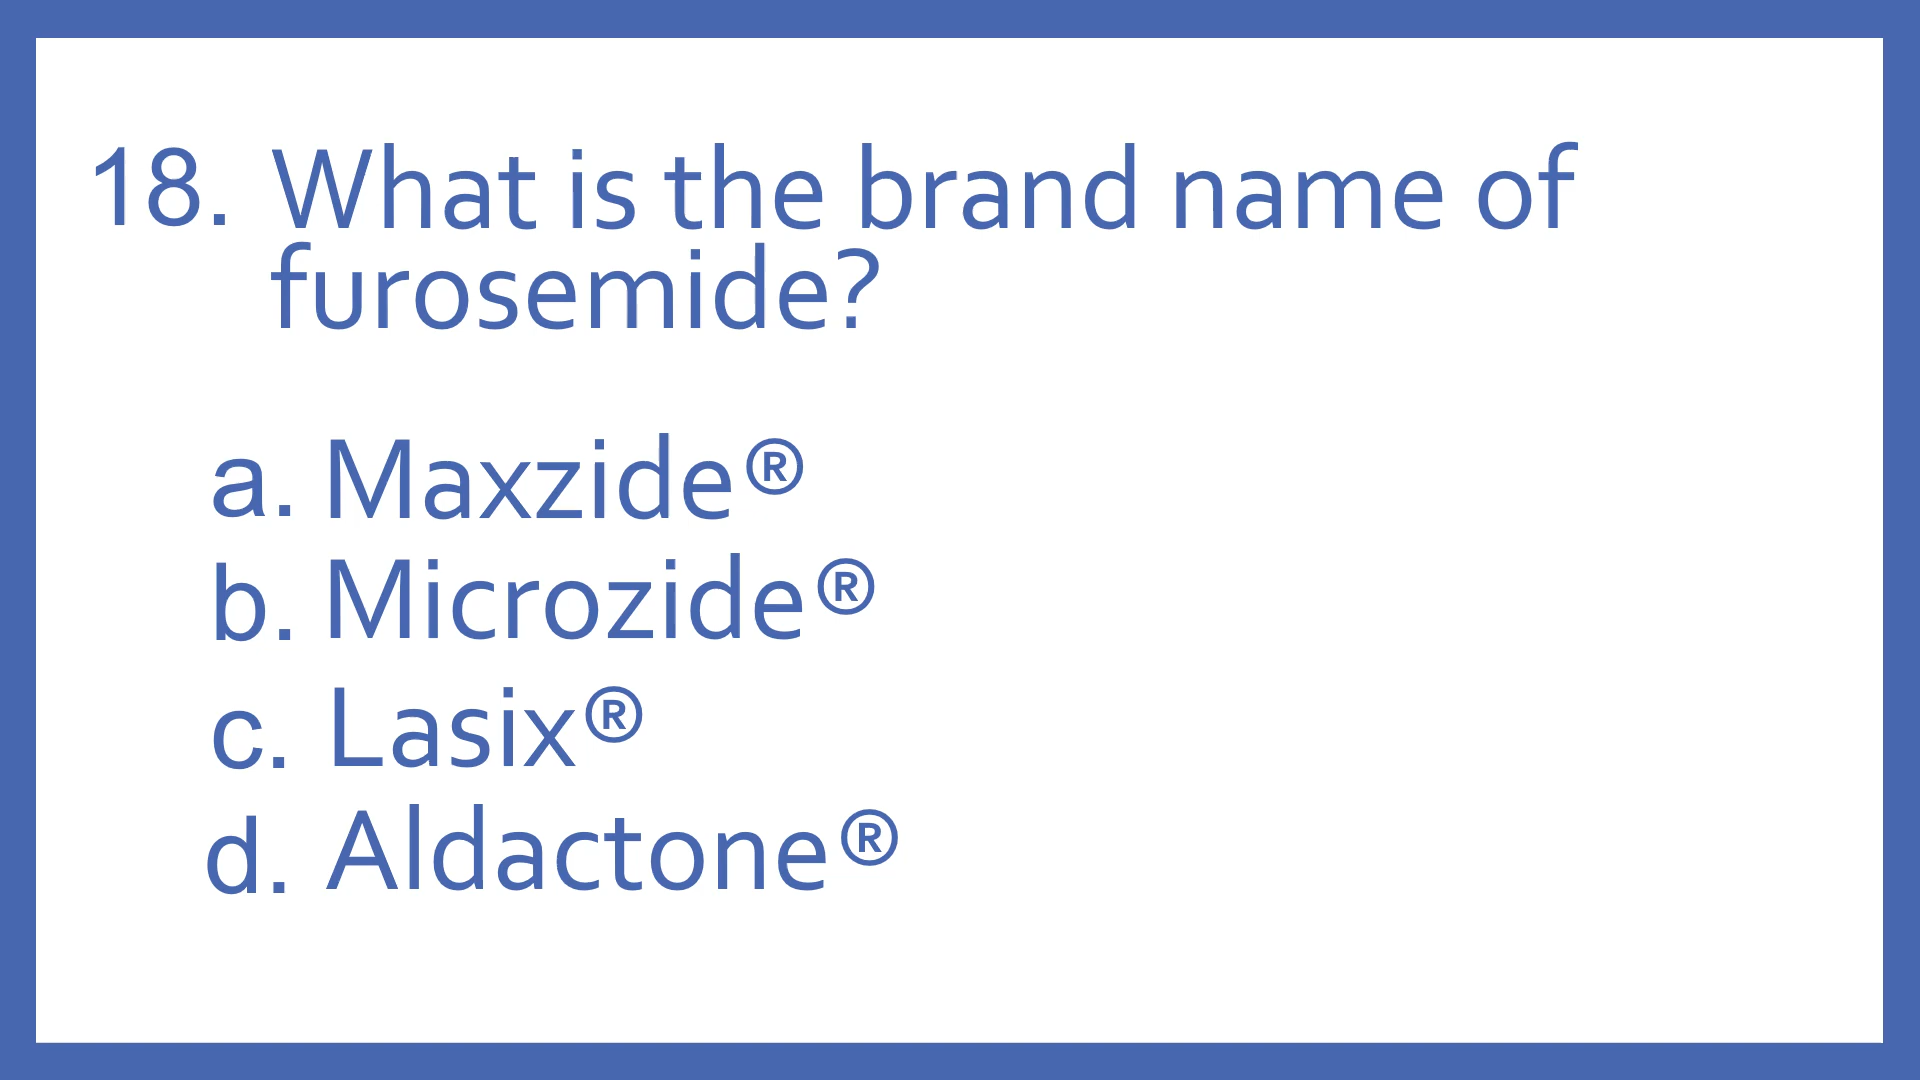 18. What is the brand name of
furosemide?
a. Maxzide®
b. Microzide®
c. Lasix®
d. Aldactone®